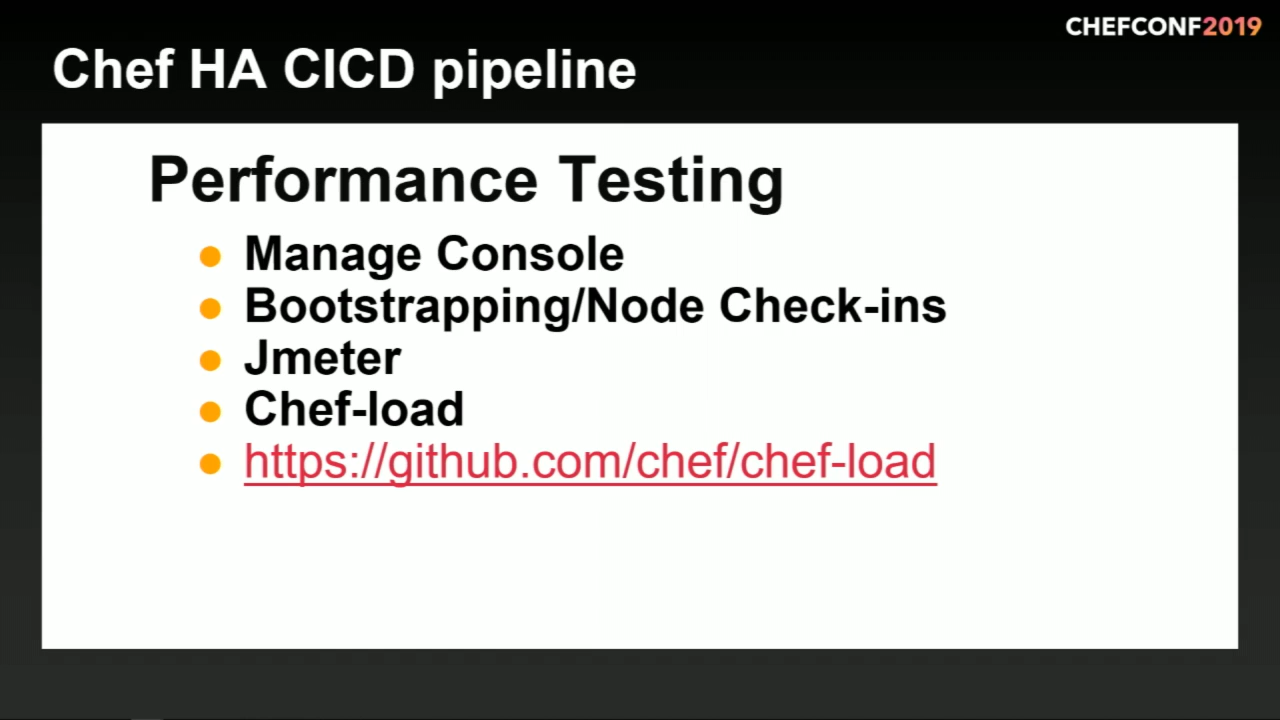 CHEFCONF2019
Chef HA CICD pipeline
Performance Testing
Manage Console
Bootstrapping/Node Check-ins
Jmeter
Chef-load
https://github.com/chef/chef-load